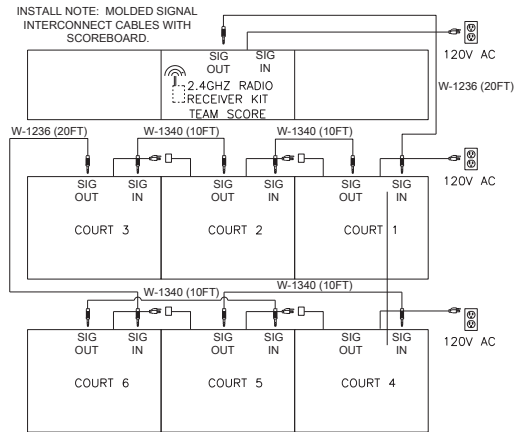 INSTALL NOTE: MOLDED SIGNAL
INTERCONNECT CABLES WITH
SCOREBOARD.
SIG OUT
SIG IN
120V AC
2.4GHZ RADIO
RECEIVER KIT
TEAM SCORE
W-1236 (20FT)
W-1236 (20FT)
W-1340 (10FT)
W-1340 (10FT)
SIG OUT
SIG IN
SIG OUT
SIG IN
SIG OUT
SIG IN
120V AC
COURT 3
COURT 2
COURT 1
W-1340 (10FT)
W-1340 (10FT)
SIG OUT
SIG IN
SIG OUT
SIG IN
SIG OUT
SIG IN
120V AC
COURT 6
COURT 5
COURT 4